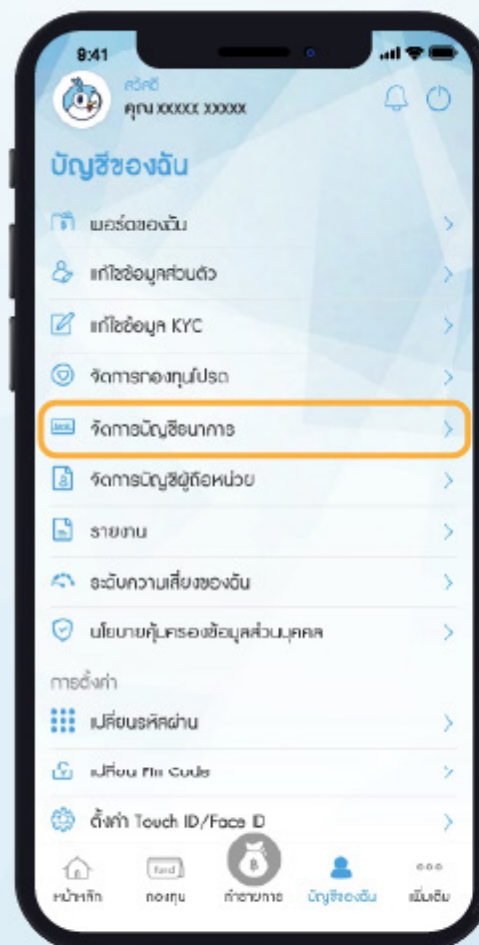 9:41
สวัสดี
คุณ xxxxx xxxxx
บัญชีของฉัน
พอร์ตของฉัน
แก้ไขข้อมูลส่วนตัว
แก้ไขข้อมูล KYC
จัดการกองทุนโปรด
จัดการบัญชีธนาคาร
จัดการบัญชีผู้ถือหน่วย
รายงาน
ระดับความเสี่ยงของฉัน
นโยบายคุ้มครองข้อมูลส่วนบุคคล
การตั้งค่า
เปลี่ยนรหัสผ่าน
เปลี่ยน Pin Code
ตั้งค่า Touch ID/Face ID
Fund
฿
หน้าหลัก กองทุน ทำรายการ บัญชีของฉัน เพิ่มเติม